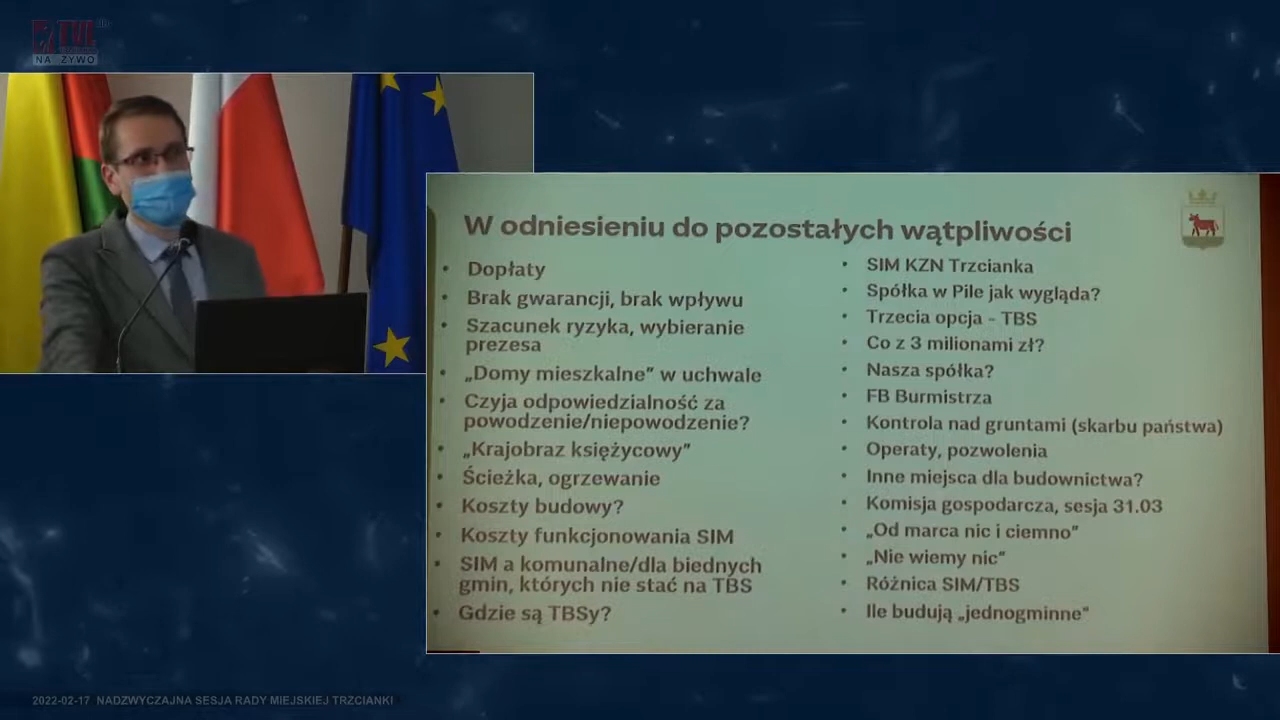 TVL
NA ŻYWO
W odniesieniu do pozostałych wątpliwości
• Dopłaty
• Brak gwarancji, brak wpływu
• Szacunek ryzyka, wybieranie
prezesa
• „Domy mieszkalne” w uchwale
• Czyja odpowiedzialność za
powodzenie/niepowodzenie?
• „Krajobraz księżycowy”
• Ścieżka, ogrzewanie
• Koszty budowy?
• Koszty funkcjonowania SIM
• SIM a komunalne/dla biednych
gmin, których nie stać na TBS
• Gdzie są TBSy?
• SIM KZN Trzcianka
• Spółka w Pile jak wygląda?
• Trzecia opcja - TBS
• Co z 3 milionami zł?
• Nasza spółka?
• FB Burmistrza
• Kontrola nad gruntami (skarbu państwa)
• Operaty, pozwolenia
• Inne miejsca dla budownictwa?
• Komisja gospodarcza, sesja 31.03
• „Od marca nic i ciemno”
• „Nie wiemy nic”
• Różnica SIM/TBS
• Ile budują „jednogminne”
2022-02-17 NADZWYCZAJNA SESJA RADY MIEJSKIEJ TRZCIANKI